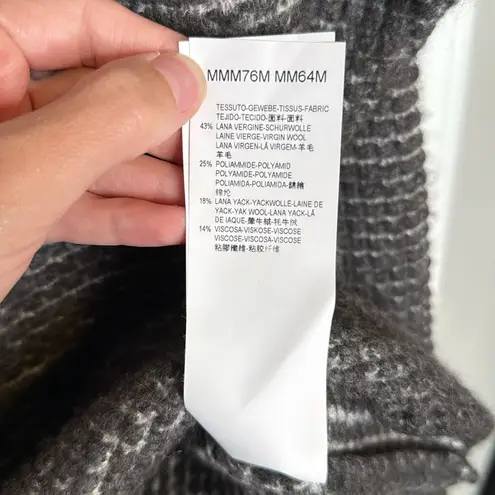 MMM76M MM64M
TESSUTO-GEWEBE-TISSUS-FABRIC
TEJIDO-TECIDO-面料-面料
43% LANA VERGINE-SCHURWOLLE
LAINE VIERGE-VIRGIN WOOL
LANA VIRGEN-LÃ VIRGEM-羊毛
羊毛
25% POLIAMMIDE-POLYAMID
POLYAMIDE-POLYAMIDE
POLIAMIDA-POLIAMIDA-錦綸
锦纶
18% LANA YACK-YACKWOLLE-LAINE DE
YACK-YAK WOOL-LANA YACK-LÃ
DE IAQUE-犛牛絨-牦牛绒
14% VISCOSA-VISKOSE-VISCOSE
VISCOSE-VISCOSA-VISCOSE
粘膠纖維-粘胶纤维